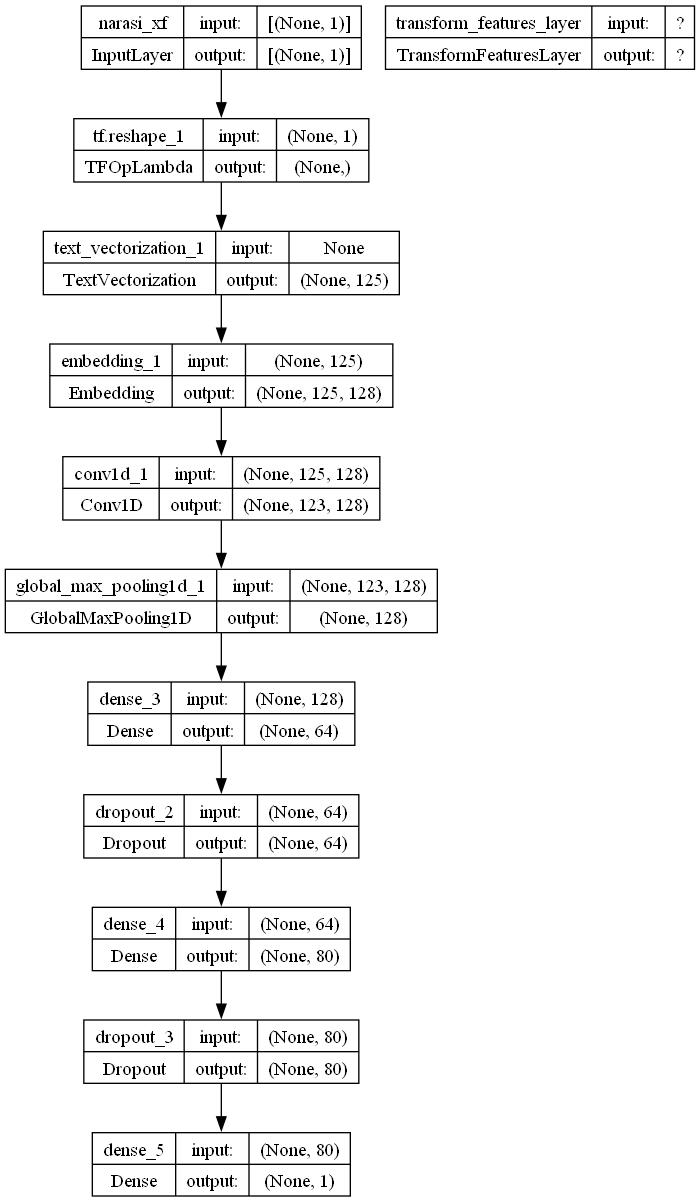 narasi_xf input: [(None, 1)]
InputLayer output: [(None, 1)]
transform_features_layer input: ?
TransformFeaturesLayer output: ?
tf.reshape_1 input: (None, 1)
TFOpLambda output: (None,)
text_vectorization_1 input: None
TextVectorization output: (None, 125)
embedding_1 input: (None, 125)
Embedding output: (None, 125, 128)
conv1d_1 input: (None, 125, 128)
Conv1D output: (None, 123, 128)
global_max_pooling1d_1 input: (None, 123, 128)
GlobalMaxPooling1D output: (None, 128)
dense_3 input: (None, 128)
Dense output: (None, 64)
dropout_2 input: (None, 64)
Dropout output: (None, 64)
dense_4 input: (None, 64)
Dense output: (None, 80)
dropout_3 input: (None, 80)
Dropout output: (None, 80)
dense_5 input: (None, 80)
Dense output: (None, 1)